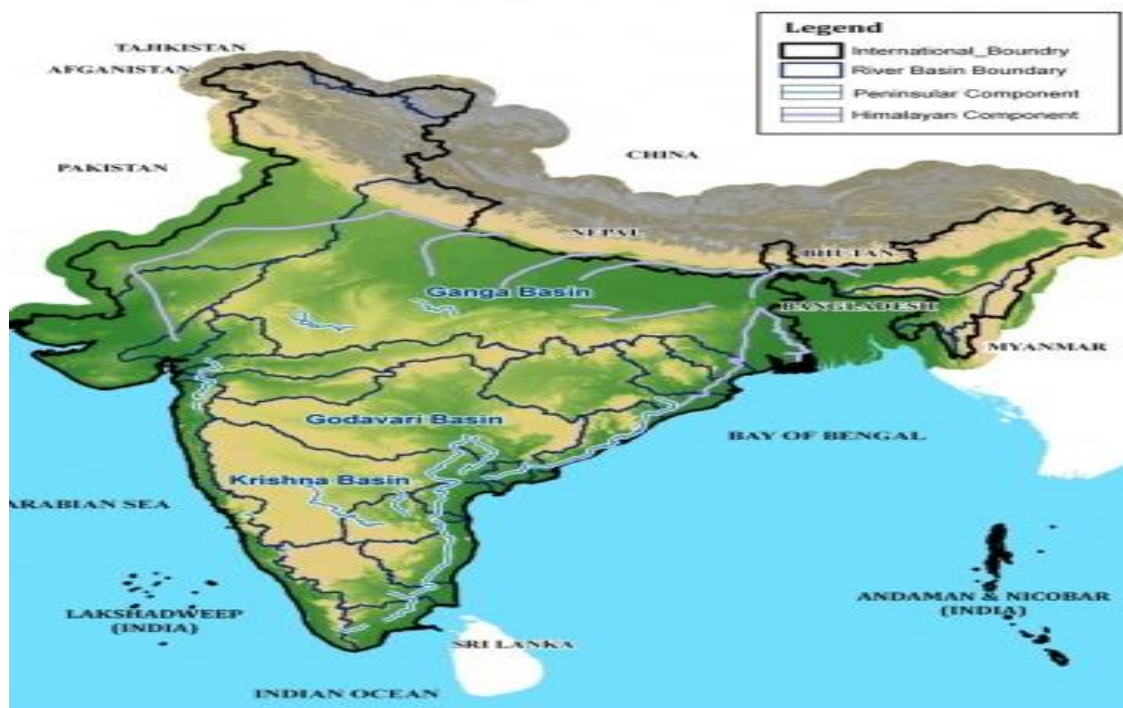 Legend
International_Boundry
River Basin Boundary
Peninsular Component
Himalayan Component
TAJIKISTAN
AFGANISTAN
PAKISTAN
CHINA
NEPAL
BHUTAN
Ganga Basin
BANGLADESH
MYANMAR
Godavari Basin
BAY OF BENGAL
Krishna Basin
ARABIAN SEA
LAKSHADWEEP
(INDIA)
ANDAMAN & NICOBAR
(INDIA)
SRI LANKA
INDIAN OCEAN